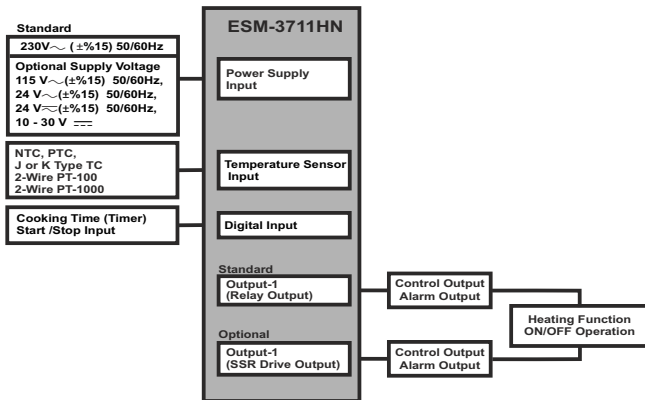 Standard
230V～ ( ±%15) 50/60Hz
Optional Supply Voltage
115 V～(±%15) 50/60Hz,
24 V～(±%15) 50/60Hz,
24 V⏦(±%15) 50/60Hz,
10 - 30 V ⎓
NTC, PTC,
J or K Type TC
2-Wire PT-100
2-Wire PT-1000
Cooking Time (Timer)
Start /Stop Input
ESM-3711HN
Power Supply
Input
Temperature Sensor
Input
Digital Input
Standard
Output-1
(Relay Output)
Optional
Output-1
(SSR Drive Output)
Control Output
Alarm Output
Control Output
Alarm Output
Heating Function
ON/OFF Operation